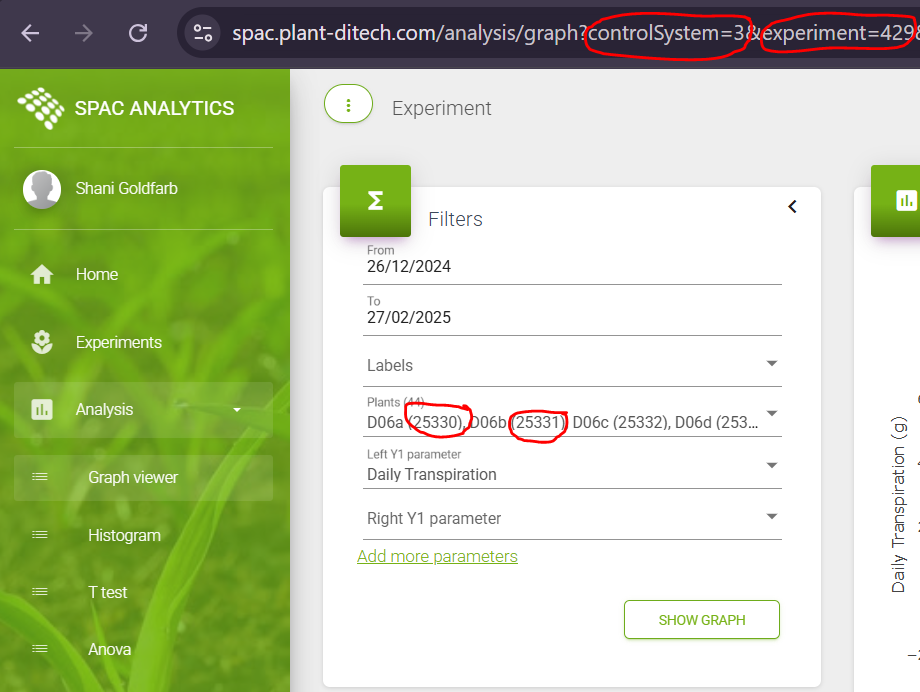 spac.plant-ditech.com/analysis/graph?controlSystem=3&experiment=429&
SPAC ANALYTICS
Experiment
Shani Goldfarb
Σ
Filters
From
26/12/2024
Home
To
27/02/2025
Experiments
Labels
Analysis
Plants (44)
D06a (25330), D06b (25331), D06c (25332), D06d (253...
Left Y1 parameter
Daily Transpiration
Graph viewer
Right Y1 parameter
Histogram
Add more parameters
T test
SHOW GRAPH
Anova
Daily Transpiration (g)